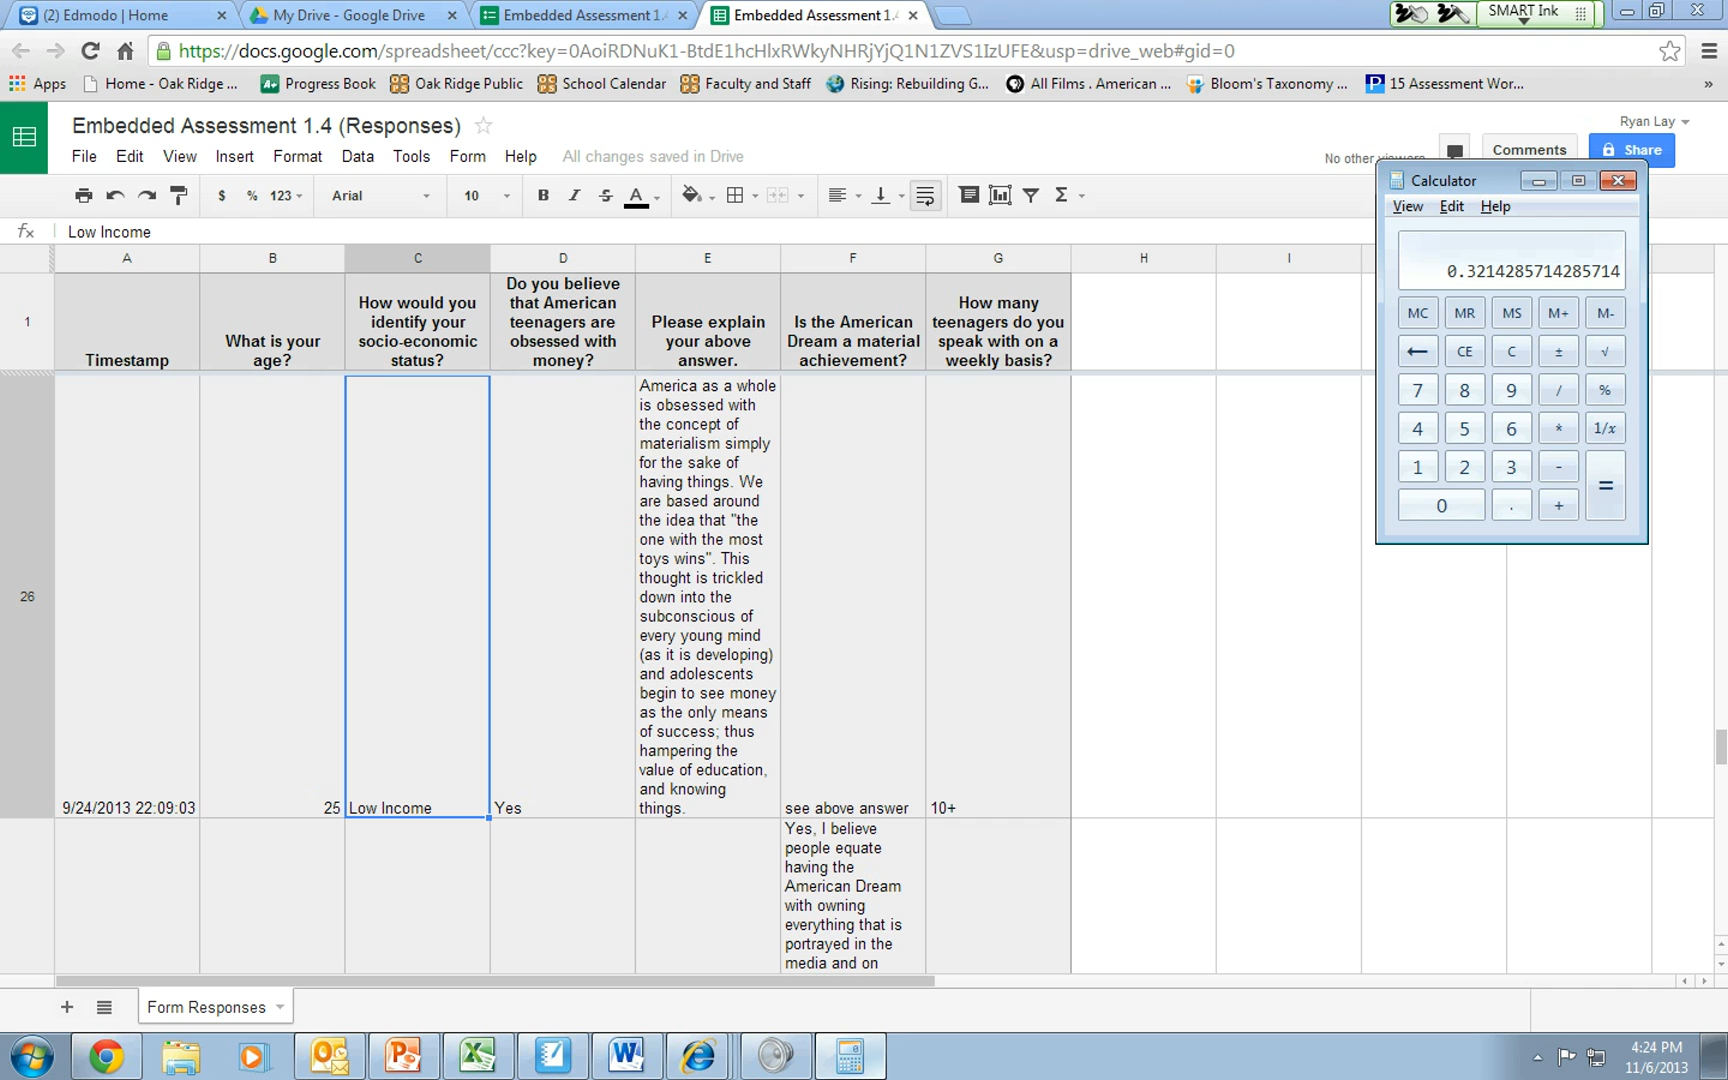 (2) Edmodo | Home
My Drive - Google Drive
Embedded Assessment 1.
Embedded Assessment 1.4
SMART Ink
https://docs.google.com/spreadsheet/ccc?key=0AoiRDNuK1-BtdE1hcHlxRWkyNHRjYjQ1N1ZVS1IzUFE&usp=drive_web#gid=0
Apps
Home - Oak Ridge ...
A+ Progress Book
Oak Ridge Public
School Calendar
Faculty and Staff
Rising: Rebuilding G...
All Films . American ...
Bloom's Taxonomy ...
P 15 Assessment Wor...
»
Embedded Assessment 1.4 (Responses)
Ryan Lay
File Edit View Insert Format Data Tools Form Help All changes saved in Drive
Comments
Share
$ % 123 Arial 10 B I S A Σ
fx Low Income
A B C D E F G H I
1
Timestamp
What is your
age?
How would you
identify your
socio-economic
status?
Do you believe
that American
teenagers are
obsessed with
money?
Please explain
your above
answer.
Is the American
Dream a material
achievement?
How many
teenagers do you
speak with on a
weekly basis?
26
9/24/2013 22:09:03
25
Low Income
Yes
America as a whole
is obsessed with
the concept of
materialism simply
for the sake of
having things. We
are based around
the idea that "the
one with the most
toys wins". This
thought is trickled
down into the
subconscious of
every young mind
(as it is developing)
and adolescents
begin to see money
as the only means
of success; thus
hampering the
value of education,
and knowing
things.
see above answer
10+
Yes, I believe
people equate
having the
American Dream
with owning
everything that is
portrayed in the
media and on
Calculator
View Edit Help
0.3214285714285714
MC MR MS M+ M-
← CE C ± √
7 8 9 / %
4 5 6 * 1/x
1 2 3 - =
0 . +
+ Form Responses
4:24 PM
11/6/2013